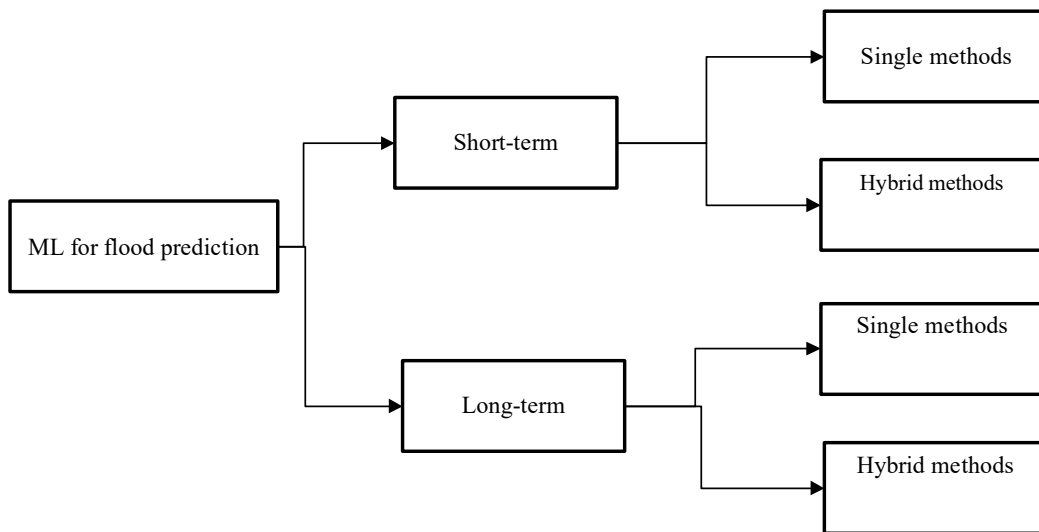 Single methods
Short-term
Hybrid methods
ML for flood prediction
Single methods
Long-term
Hybrid methods